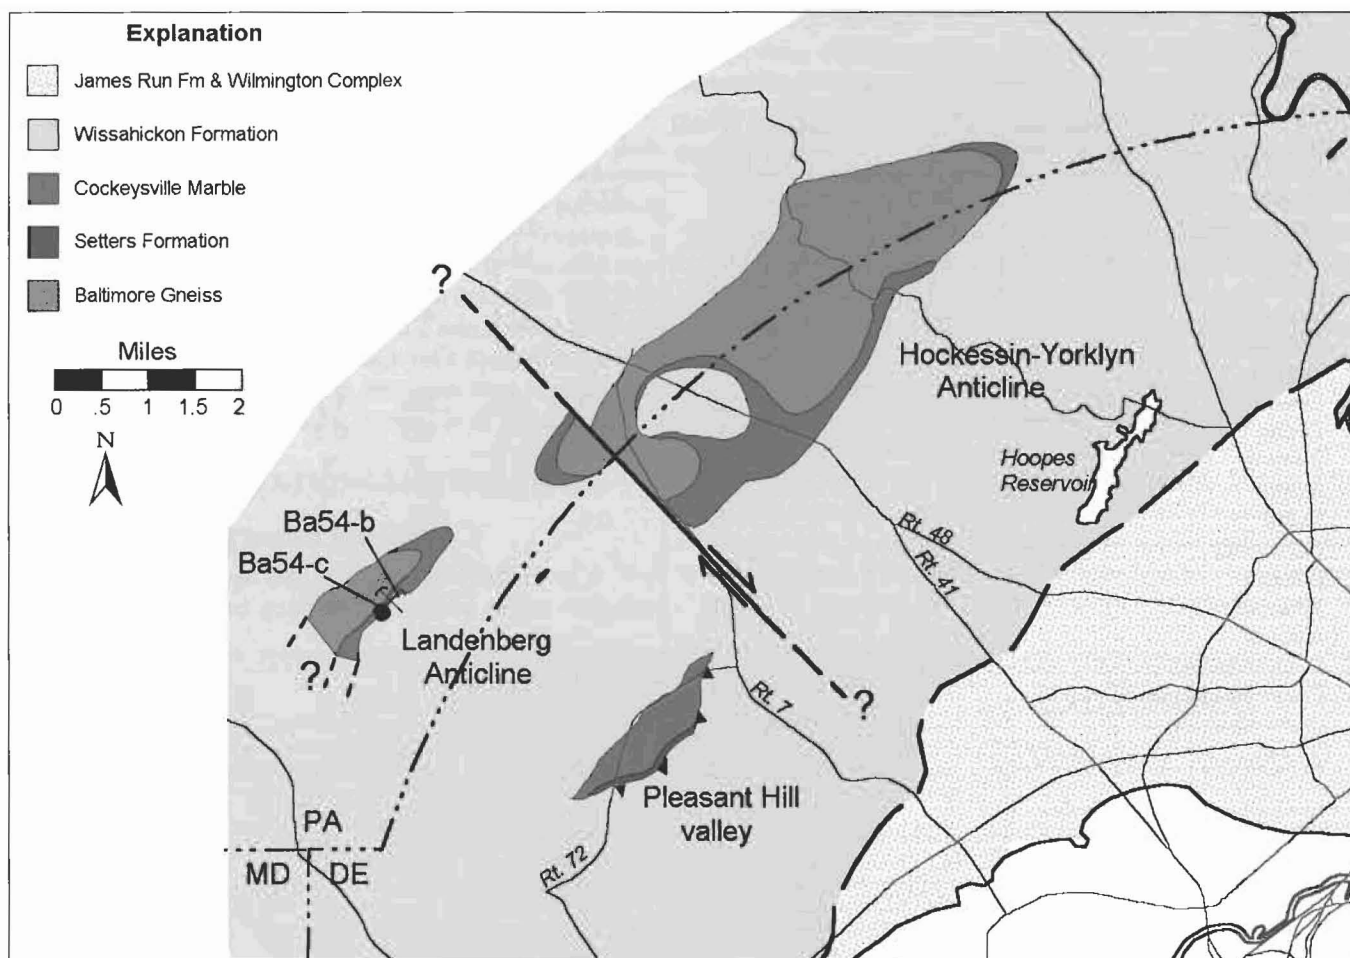 Explanation
James Run Fm & Wilmington Complex
Wissahickon Formation
Cockeysville Marble
Setters Formation
Baltimore Gneiss
Miles
0 .5 1 1.5 2
N
?
Hockessin-Yorklyn
Anticline
Hoopes
Reservoir
Ba54-b
Ba54-c
Rt. 48
Rt. 41
Landenberg
Anticline
?
Rt. 7
?
Pleasant Hill
valley
PA
MD DE
Rt. 72